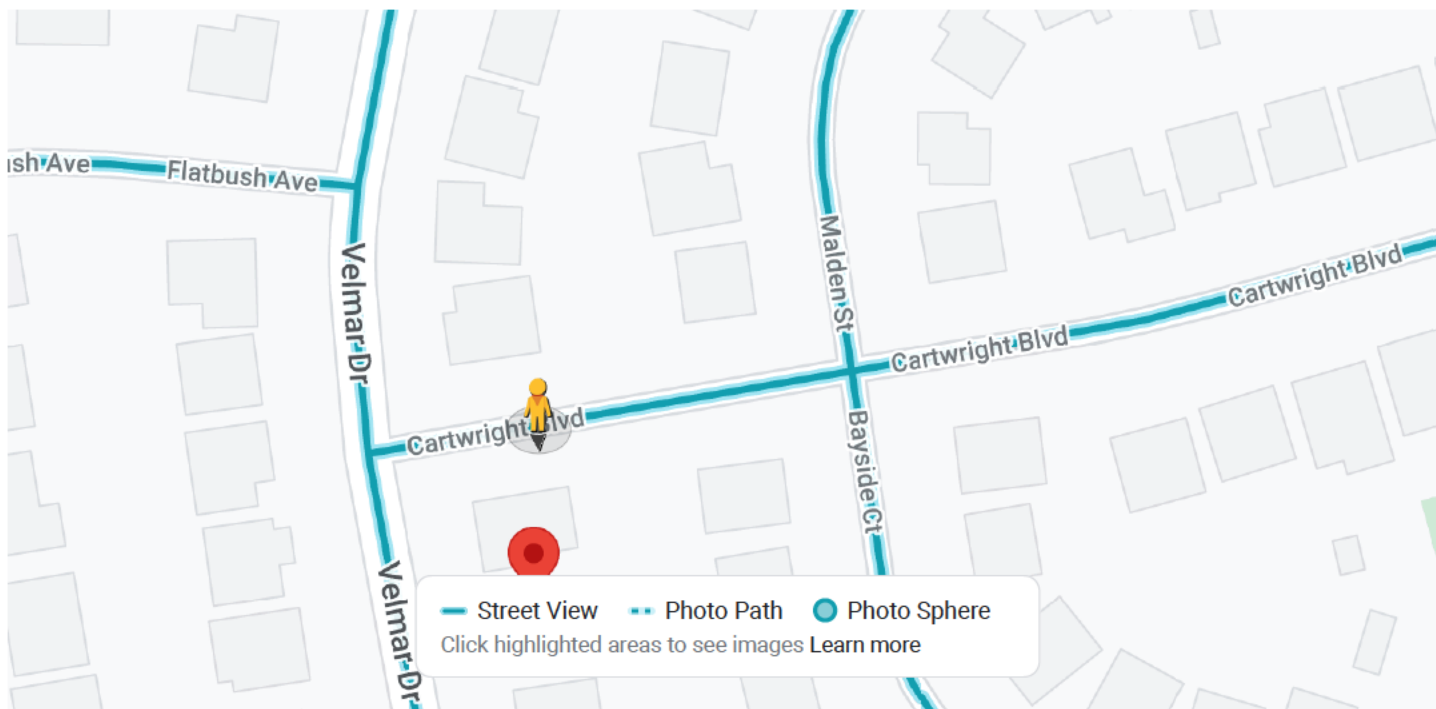 ush Ave
Flatbush Ave
Velmar Dr
Malden St
Cartwright Blvd
Cartwright Blvd
Cartwright Blvd
Bayside Ct
Velmar Dr
Street View Photo Path Photo Sphere
Click highlighted areas to see images Learn more